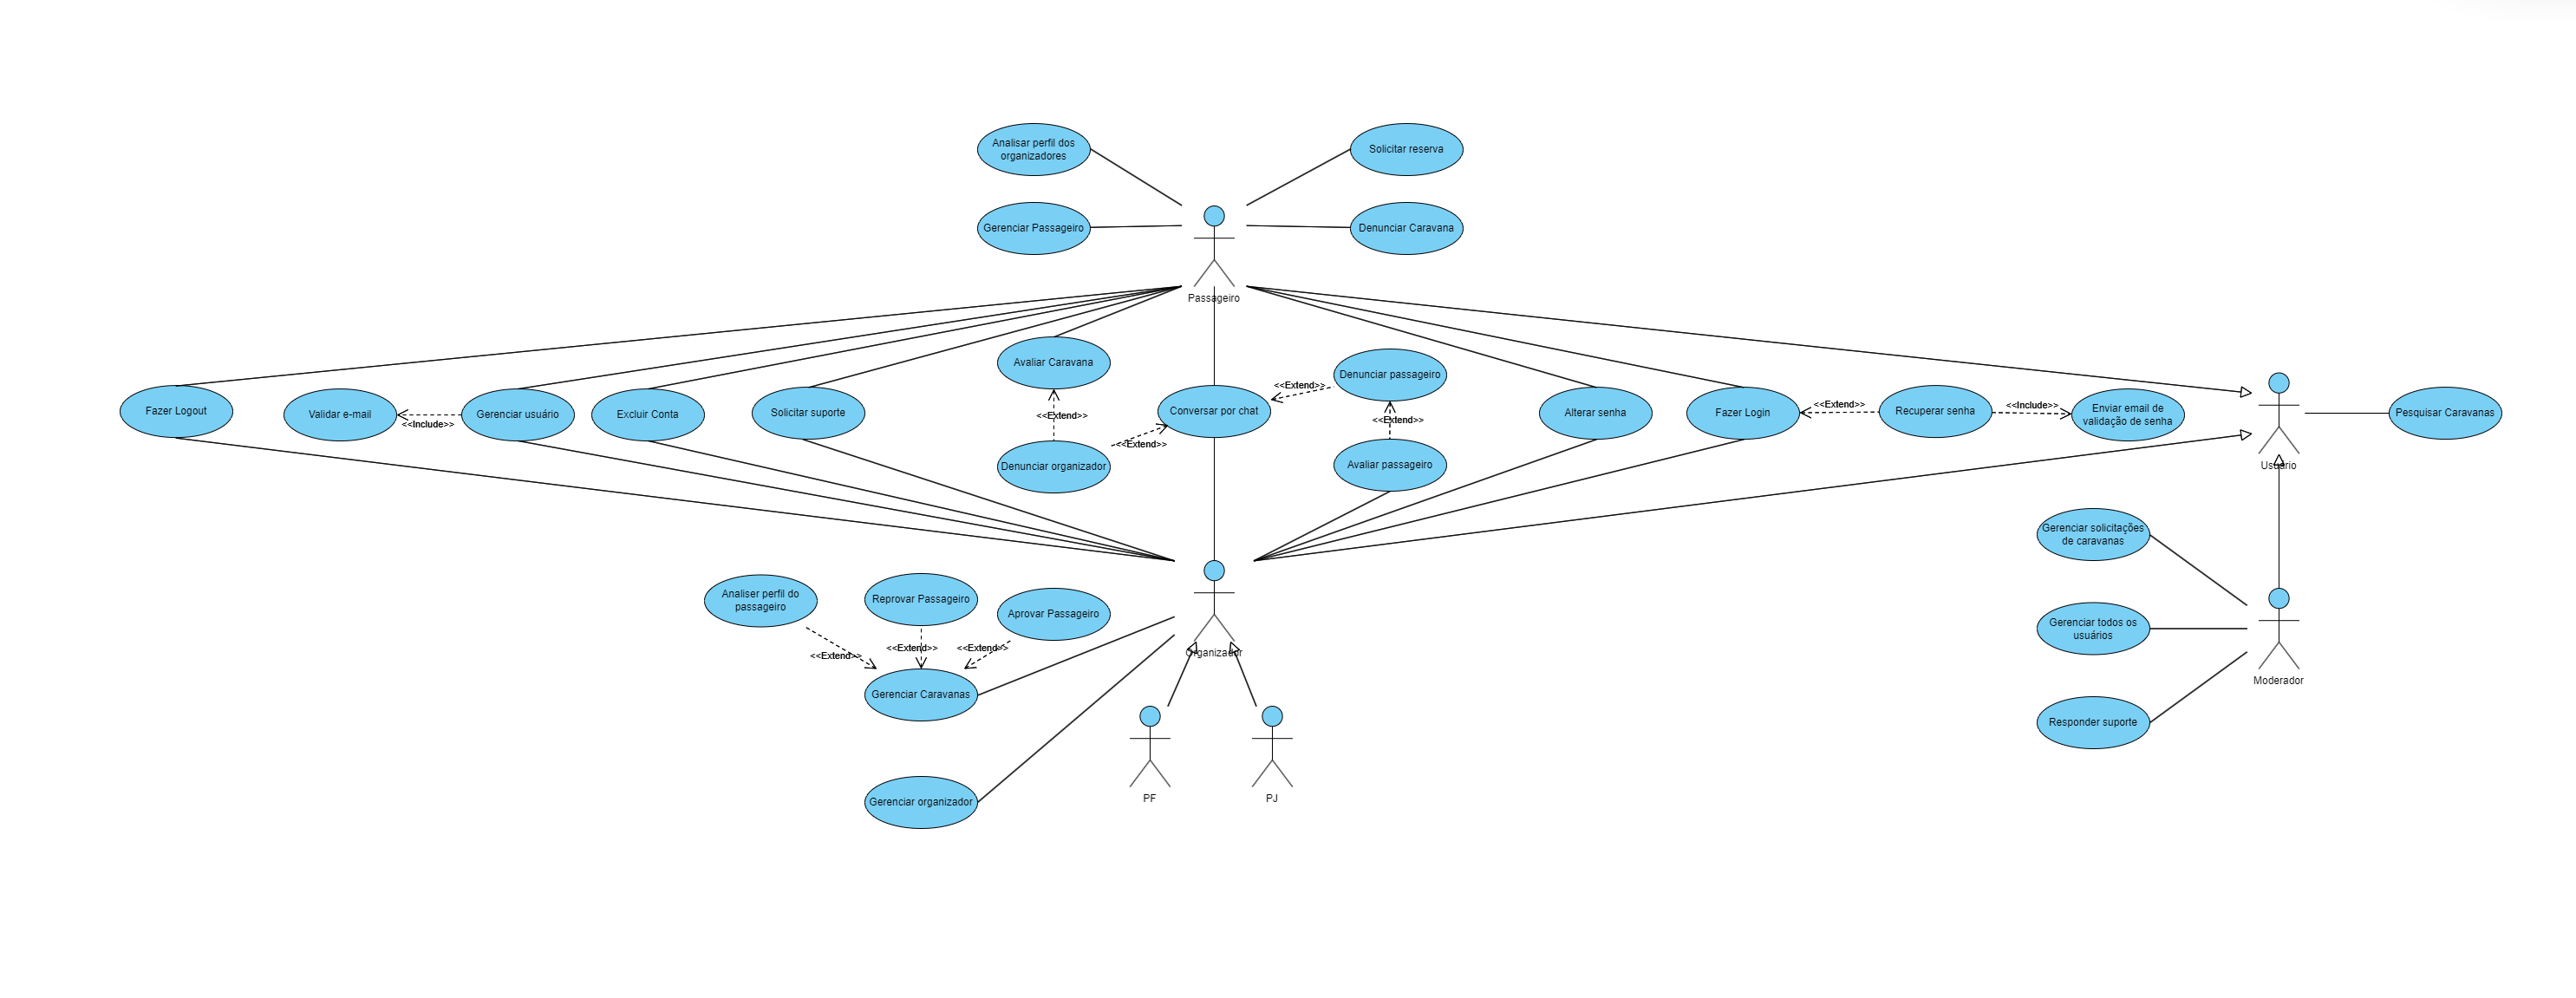 Analisar perfil dos
organizadores
Solicitar reserva
Gerenciar Passageiro
Denunciar Caravana
Passageiro
Avaliar Caravana
Denunciar passageiro
<<Extend>>
Fazer Logout
Validar e-mail
<<Include>>
Gerenciar usuário
Excluir Conta
Solicitar suporte
<<Extend>>
Conversar por chat
<<Extend>>
Alterar senha
Fazer Login
<<Extend>>
Recuperar senha
<<Include>>
Enviar email de
validação de senha
Pesquisar Caravanas
<<Extend>>
Denunciar organizador
Avaliar passageiro
Usuário
Gerenciar solicitações
de caravanas
Analiser perfil do
passageiro
Reprovar Passageiro
Aprovar Passageiro
Gerenciar todos os
usuários
<<Extend>>
<<Extend>>
<<Extend>>
Organizador
Moderador
Gerenciar Caravanas
Responder suporte
PF
PJ
Gerenciar organizador